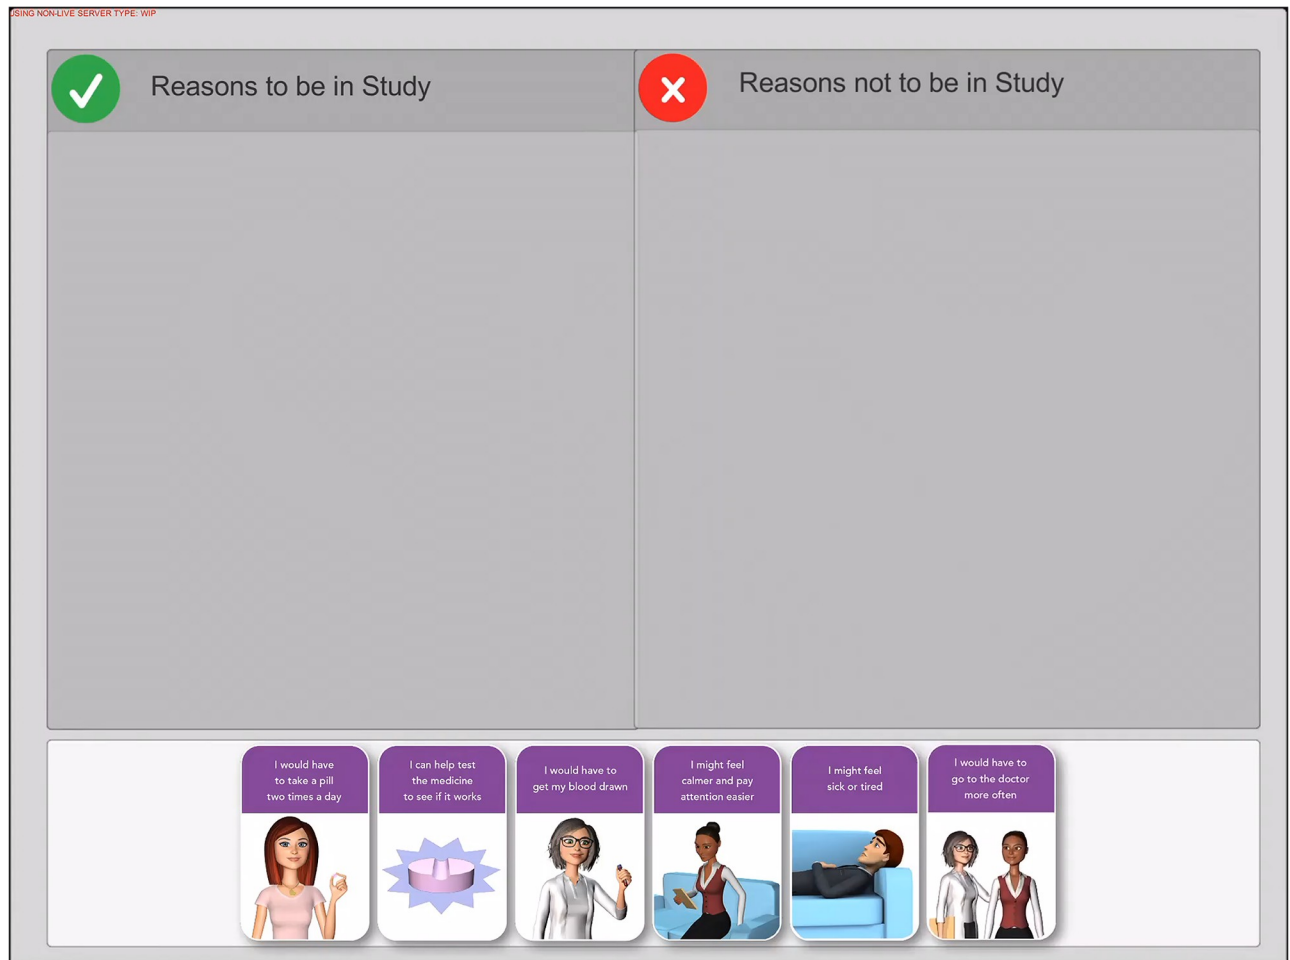 USING NON-LIVE SERVER TYPE: WIP
Reasons to be in Study
Reasons not to be in Study
I would have
to take a pill
two times a day
I can help test
the medicine
to see if it works
I would have to
get my blood drawn
I might feel
calmer and pay
attention easier
I might feel
sick or tired
I would have to
go to the doctor
more often